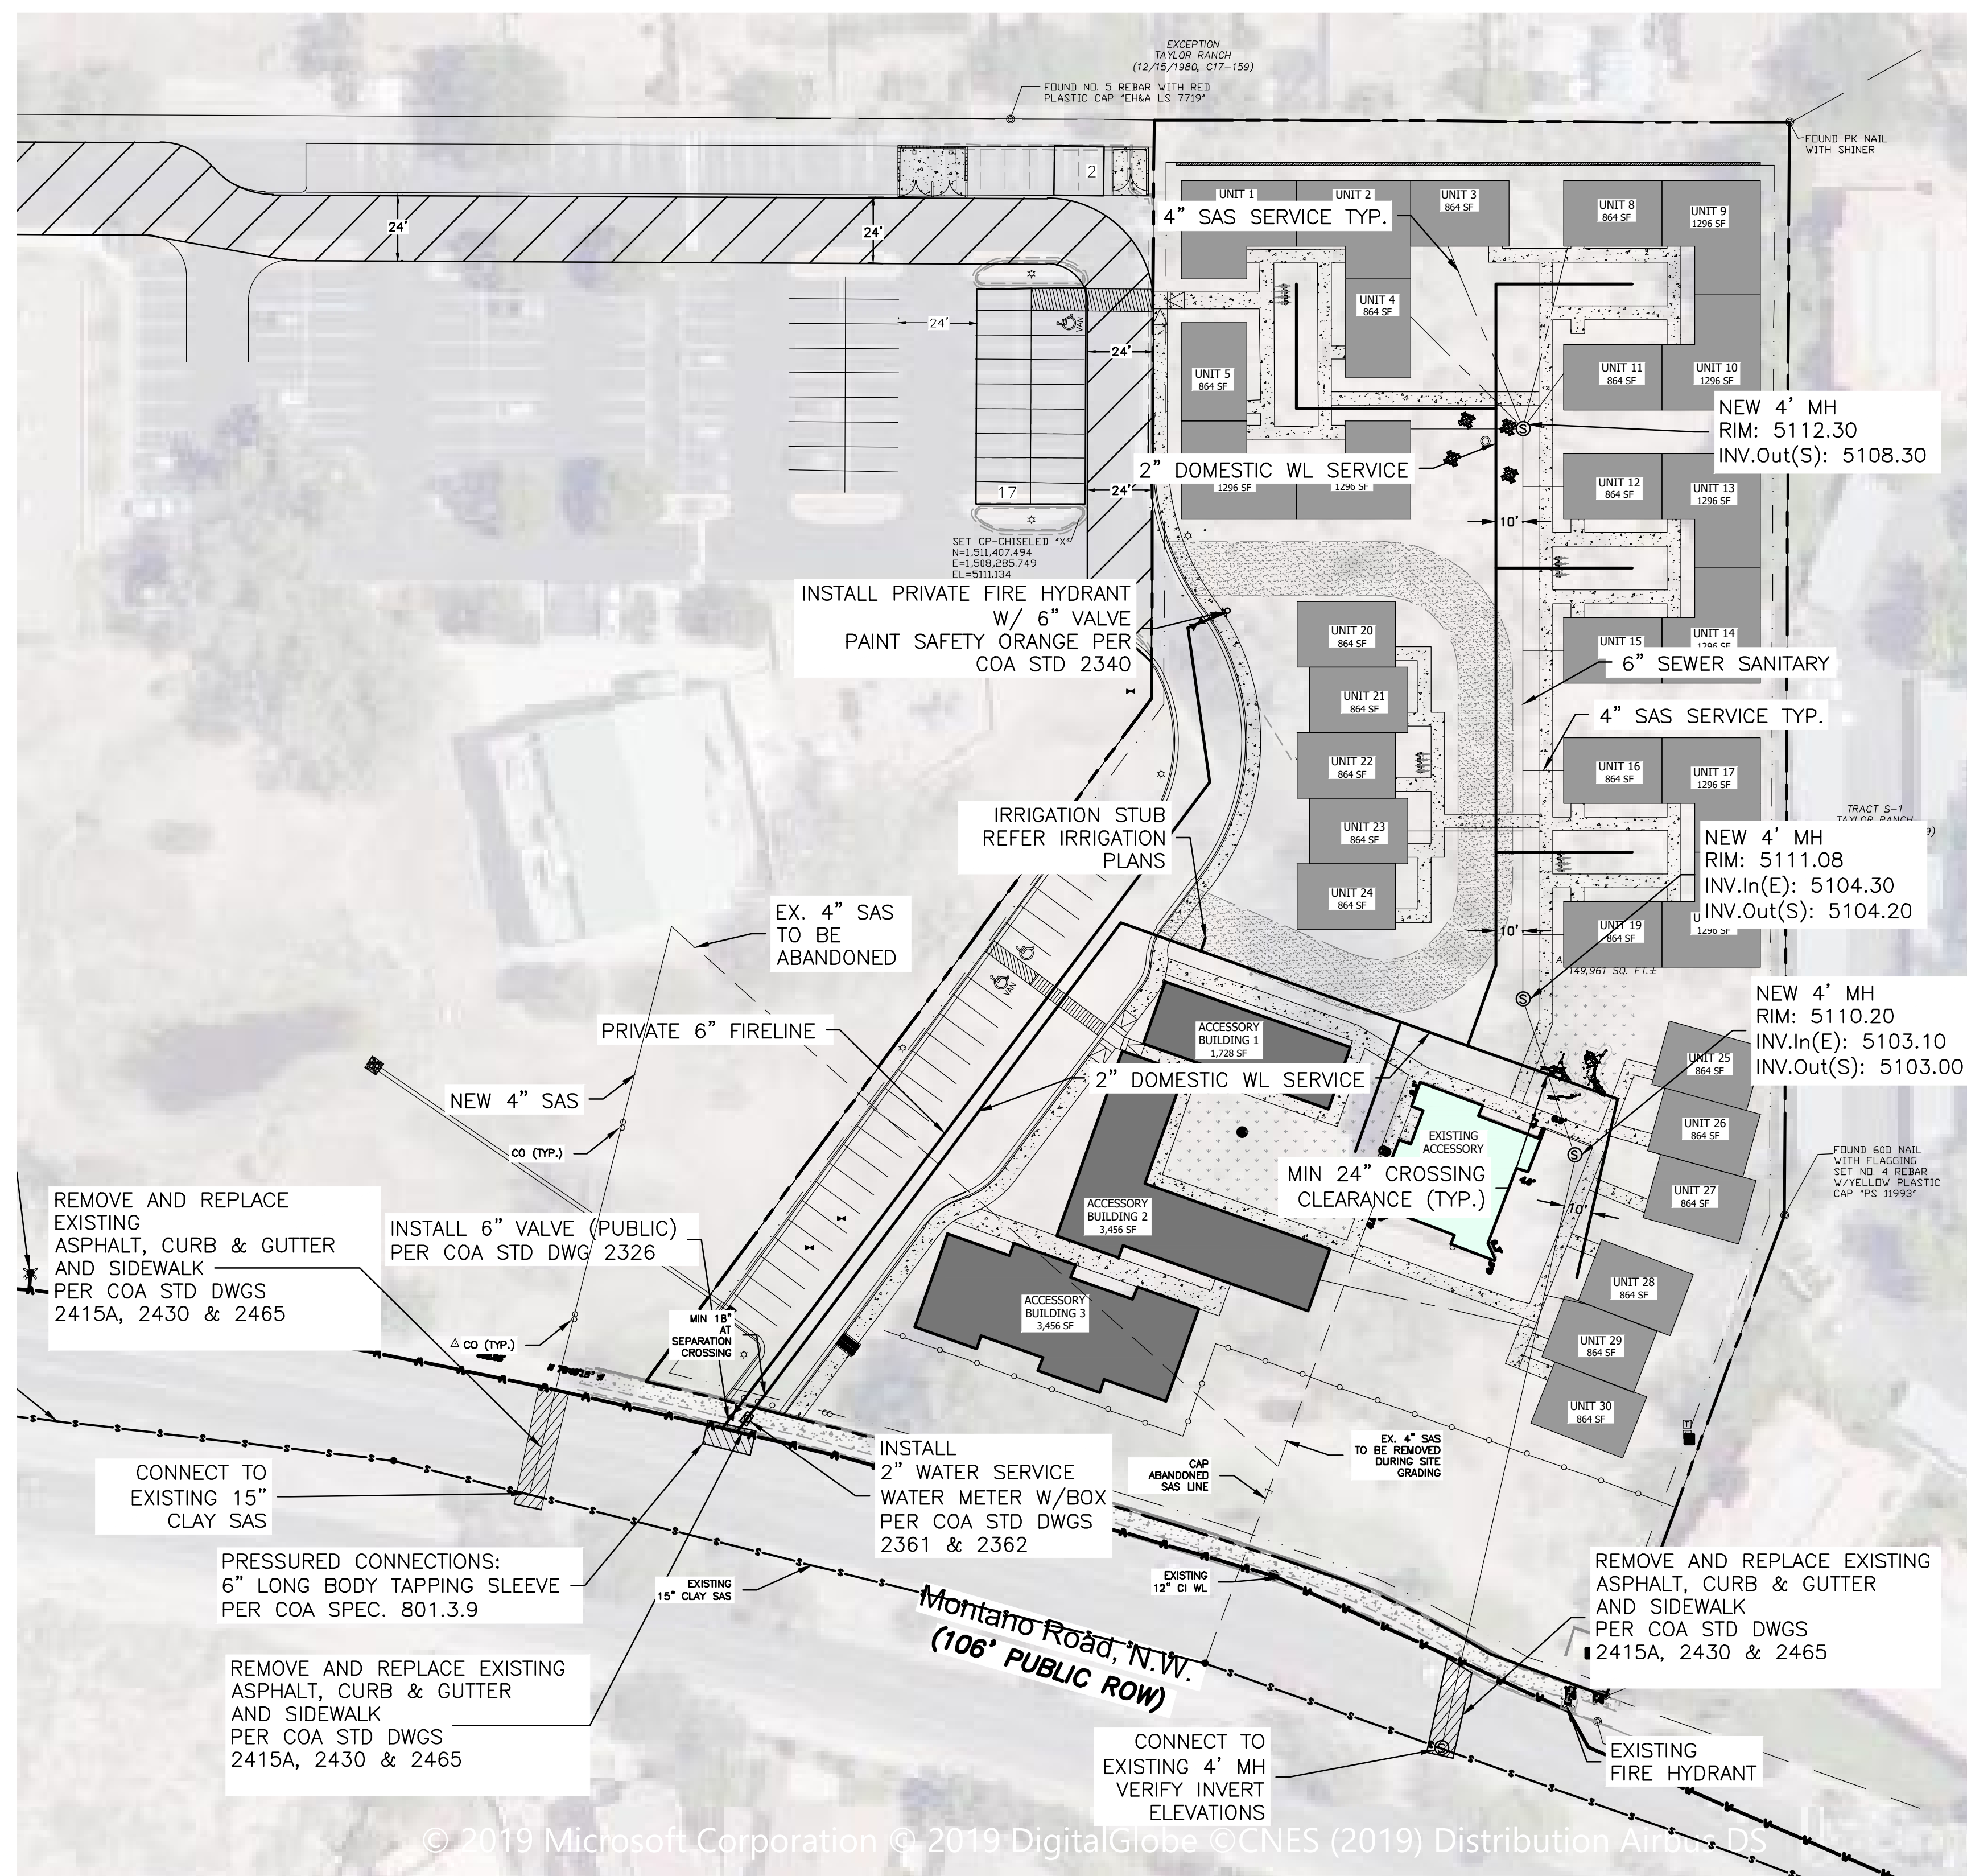 EXCEPTION
TAYLOR RANCH
(12/15/1980, C17-159)
FOUND NO. 5 REBAR WITH RED
PLASTIC CAP "EH&A LS 7719"
FOUND PK NAIL
WITH SHINER
2
24'
24'
UNIT 1
UNIT 2
UNIT 3
864 SF
4" SAS SERVICE TYP.
UNIT 8
864 SF
UNIT 9
1296 SF
UNIT 4
864 SF
24'
VAN
24'
UNIT 5
864 SF
UNIT 11
864 SF
UNIT 10
1296 SF
NEW 4' MH
RIM: 5112.30
INV.Out(S): 5108.30
2" DOMESTIC WL SERVICE
1296 SF
1296 SF
17
24'
UNIT 12
864 SF
UNIT 13
1296 SF
10'
SET CP-CHISELED "X"
N=1,511,407.494
E=1,508,285.749
EL=5111.134
INSTALL PRIVATE FIRE HYDRANT
W/ 6" VALVE
PAINT SAFETY ORANGE PER
COA STD 2340
UNIT 20
864 SF
UNIT 15
UNIT 14
1296 SF
6" SEWER SANITARY
UNIT 21
864 SF
4" SAS SERVICE TYP.
UNIT 22
864 SF
UNIT 16
864 SF
UNIT 17
1296 SF
IRRIGATION STUB
REFER IRRIGATION
PLANS
UNIT 23
864 SF
TRACT S-1
TAYLOR RANCH
NEW 4' MH
RIM: 5111.08
INV.In(E): 5104.30
INV.Out(S): 5104.20
UNIT 24
864 SF
EX. 4" SAS
TO BE
ABANDONED
10'
UNIT 19
864 SF
1296 SF
149,961 SQ. FT.±
VAN
NEW 4' MH
RIM: 5110.20
INV.In(E): 5103.10
INV.Out(S): 5103.00
PRIVATE 6" FIRELINE
ACCESSORY
BUILDING 1
1,728 SF
UNIT 25
864 SF
2" DOMESTIC WL SERVICE
NEW 4" SAS
UNIT 26
864 SF
CO (TYP.)
EXISTING
ACCESSORY
MIN 24" CROSSING
CLEARANCE (TYP.)
FOUND 60D NAIL
WITH FLAGGING
SET NO. 4 REBAR
W/YELLOW PLASTIC
CAP "PS 11993"
UNIT 27
864 SF
10'
REMOVE AND REPLACE
EXISTING
ASPHALT, CURB & GUTTER
AND SIDEWALK
PER COA STD DWGS
2415A, 2430 & 2465
INSTALL 6" VALVE (PUBLIC)
PER COA STD DWG 2326
ACCESSORY
BUILDING 2
3,456 SF
UNIT 28
864 SF
ACCESSORY
BUILDING 3
3,456 SF
MIN 18"
AT
SEPARATION
CROSSING
△ CO (TYP.)
UNIT 29
864 SF
UNIT 30
864 SF
CONNECT TO
EXISTING 15"
CLAY SAS
INSTALL
2" WATER SERVICE
WATER METER W/BOX
PER COA STD DWGS
2361 & 2362
CAP
ABANDONED
SAS LINE
EX. 4" SAS
TO BE REMOVED
DURING SITE
GRADING
PRESSURED CONNECTIONS:
6" LONG BODY TAPPING SLEEVE
PER COA SPEC. 801.3.9
EXISTING
15" CLAY SAS
EXISTING
12" CI WL
Montano Road, N.W.
(106' PUBLIC ROW)
REMOVE AND REPLACE EXISTING
ASPHALT, CURB & GUTTER
AND SIDEWALK
PER COA STD DWGS
2415A, 2430 & 2465
REMOVE AND REPLACE EXISTING
ASPHALT, CURB & GUTTER
AND SIDEWALK
PER COA STD DWGS
2415A, 2430 & 2465
CONNECT TO
EXISTING 4' MH
VERIFY INVERT
ELEVATIONS
EXISTING
FIRE HYDRANT
© 2019 Microsoft Corporation © 2019 DigitalGlobe ©CNES (2019) Distribution Airbus DS